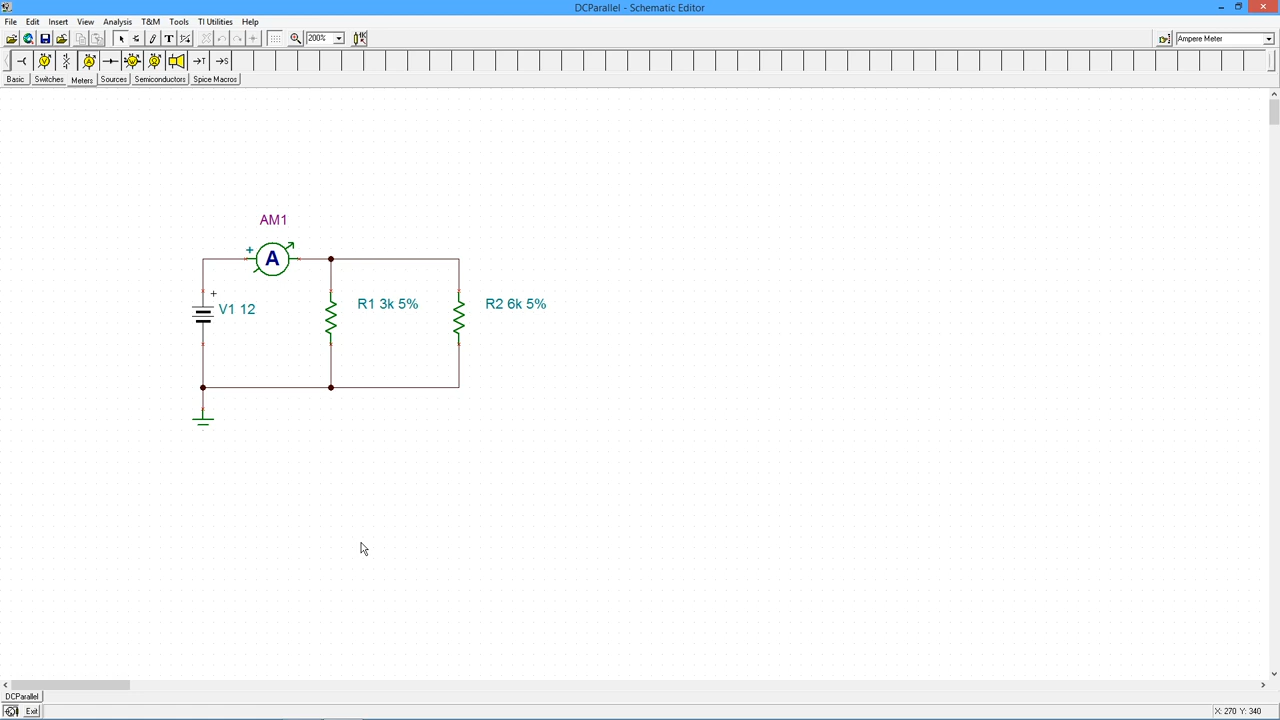 DCParallel - Schematic Editor
File Edit Insert View Analysis T&M Tools TI Utilities Help
T 200% Ampere Meter
V A V Ω →T →S
Basic Switches Meters Sources Semiconductors Spice Macros
AM1
+ A
+
V1 12 R1 3k 5% R2 6k 5%
DCParallel
Exit X: 270 Y: 340